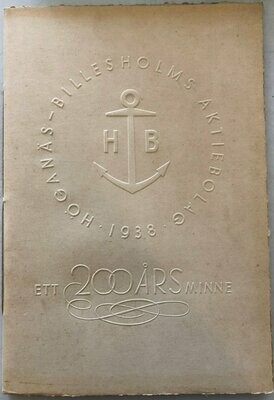 HÖGANÄS-BILLESHOLMS AKTIEBOLAG
H B
· 1938 ·
ETT 200 ÅRS MINNE